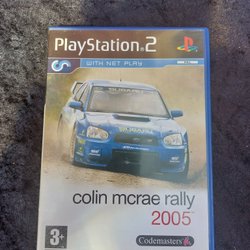 PlayStation 2
WITH NET PLAY
SUBARU
colin mcrae rally
2005
3+
Codemasters